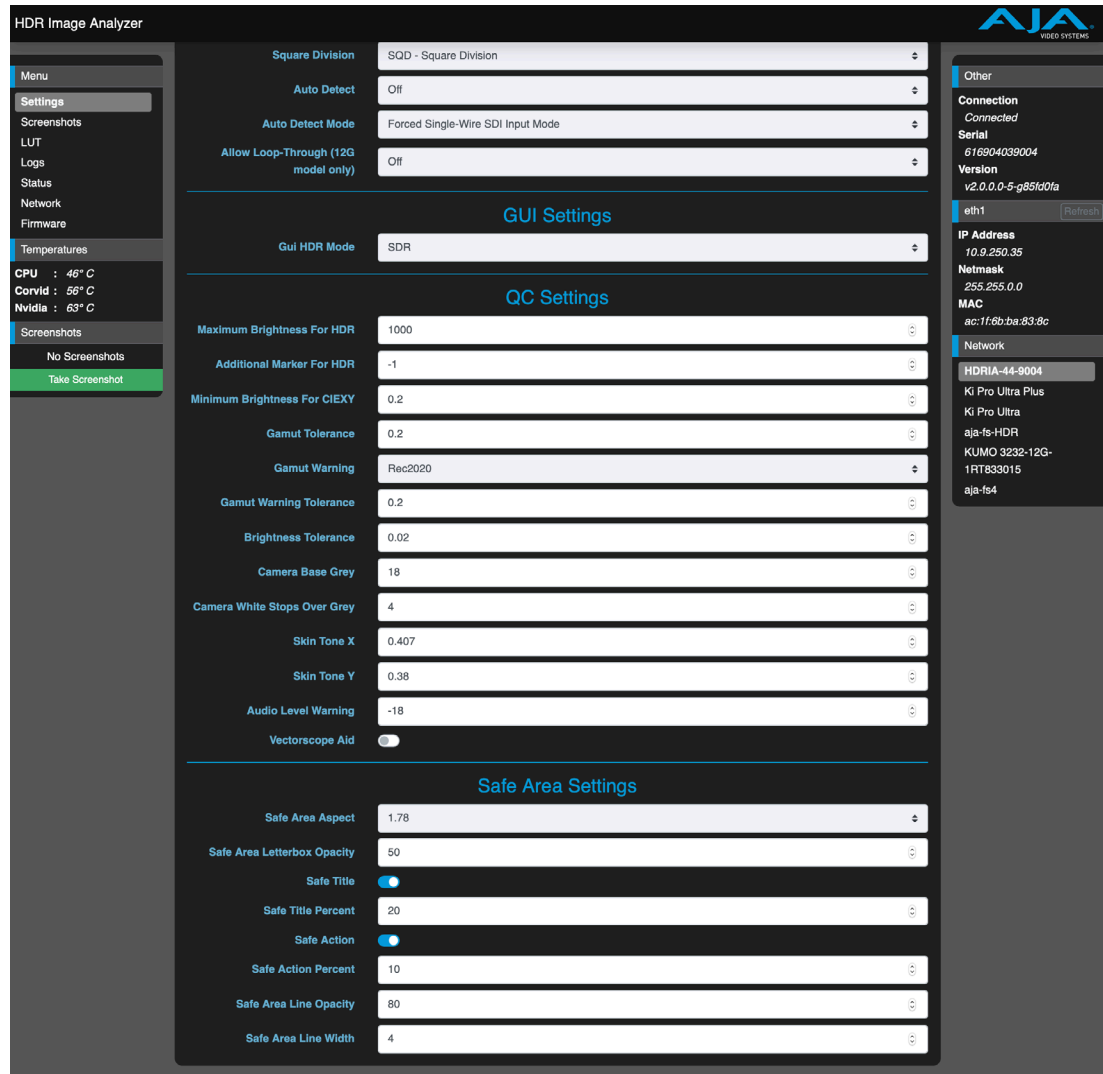 HDR Image Analyzer
AJA
VIDEO SYSTEMS
Menu
Settings
Screenshots
LUT
Logs
Status
Network
Firmware
Temperatures
CPU : 46° C
Corvid : 56° C
Nvidia : 63° C
Screenshots
No Screenshots
Take Screenshot
Square Division SQD - Square Division
Auto Detect Off
Auto Detect Mode Forced Single-Wire SDI Input Mode
Allow Loop-Through (12G
model only) Off
GUI Settings
Gui HDR Mode SDR
QC Settings
Maximum Brightness For HDR 1000
Additional Marker For HDR -1
Minimum Brightness For CIEXY 0.2
Gamut Tolerance 0.2
Gamut Warning Rec2020
Gamut Warning Tolerance 0.2
Brightness Tolerance 0.02
Camera Base Grey 18
Camera White Stops Over Grey 4
Skin Tone X 0.407
Skin Tone Y 0.38
Audio Level Warning -18
Vectorscope Aid
Safe Area Settings
Safe Area Aspect 1.78
Safe Area Letterbox Opacity 50
Safe Title
Safe Title Percent 20
Safe Action
Safe Action Percent 10
Safe Area Line Opacity 80
Safe Area Line Width 4
Other
Connection
Connected
Serial
616904039004
Version
v2.0.0.0-5-g85fd0fa
eth1 Refresh
IP Address
10.9.250.35
Netmask
255.255.0.0
MAC
ac:1f:6b:ba:83:8c
Network
HDRIA-44-9004
Ki Pro Ultra Plus
Ki Pro Ultra
aja-fs-HDR
KUMO 3232-12G-
1RT833015
aja-fs4